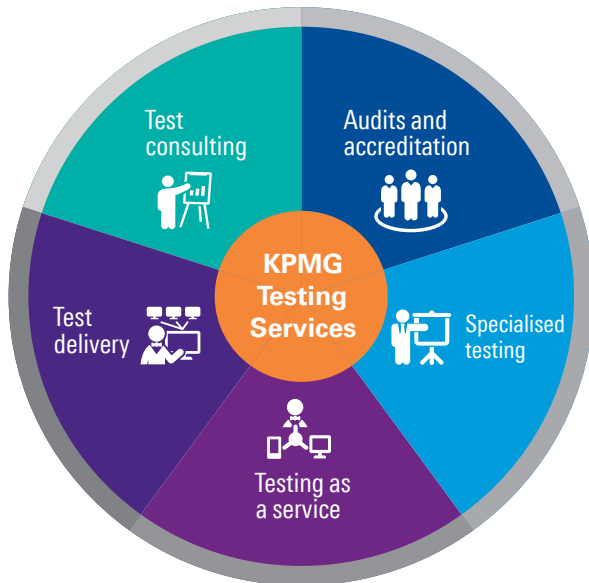 Test
consulting
Audits and
accreditation
KPMG
Testing
Services
Test
delivery
Specialised
testing
Testing as
a service